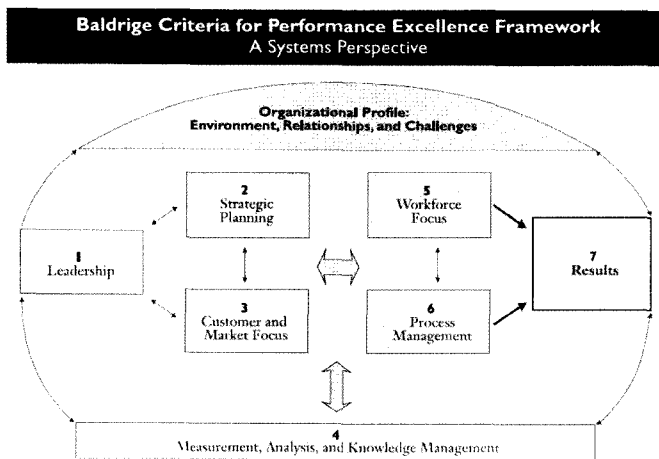 Baldrige Criteria for Performance Excellence Framework
A Systems Perspective
Organizational Profile:
Environment, Relationships, and Challenges
2
Strategic
Planning
5
Workforce
Focus
1
Leadership
7
Results
3
Customer and
Market Focus
6
Process
Management
4
Measurement, Analysis, and Knowledge Management